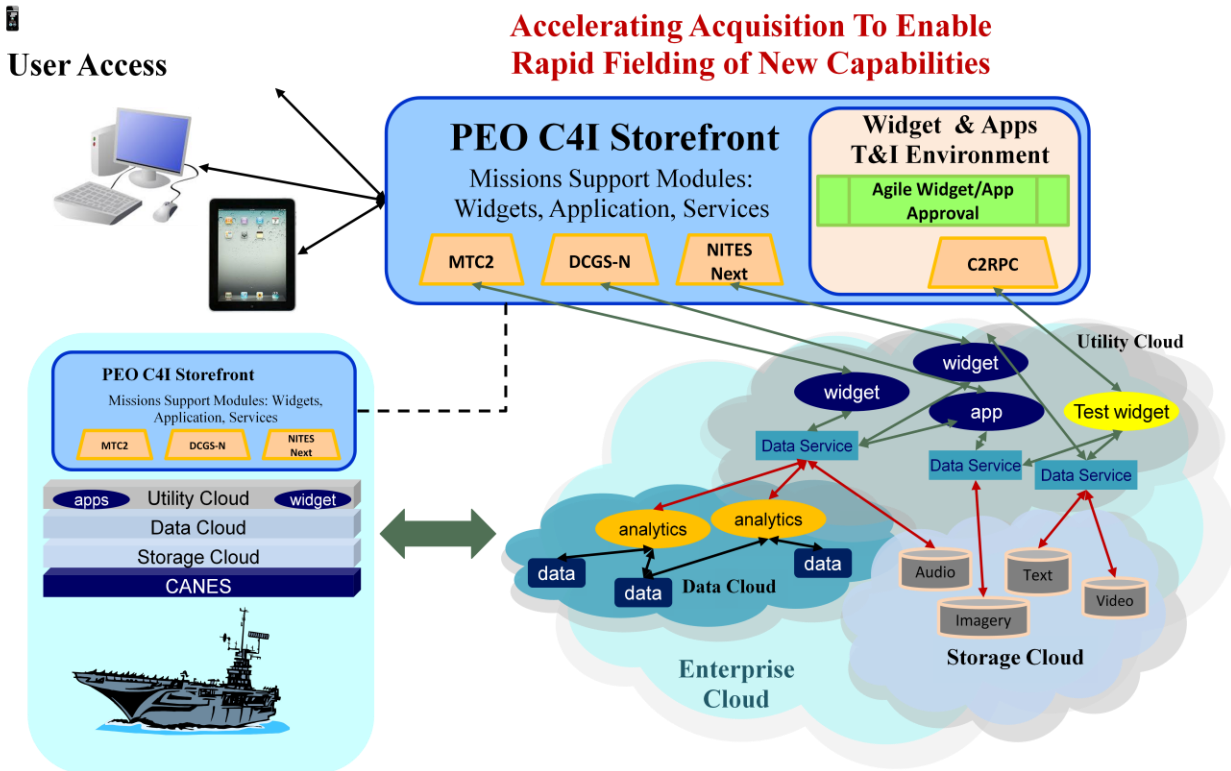 Accelerating Acquisition To Enable
Rapid Fielding of New Capabilities
User Access
PEO C4I Storefront
Missions Support Modules:
Widgets, Application, Services
MTC2
DCGS-N
NITES
Next
Widget & Apps
T&I Environment
Agile Widget/App
Approval
C2RPC
PEO C4I Storefront
Missions Support Modules: Widgets,
Application, Services
MTC2
DCGS-N
NITES
Next
apps
Utility Cloud
widget
Data Cloud
Storage Cloud
CANES
Utility Cloud
widget
widget
app
Test widget
Data Service
Data Service
Data Service
analytics
analytics
data
data
data
Data Cloud
Audio
Text
Imagery
Video
Storage Cloud
Enterprise
Cloud